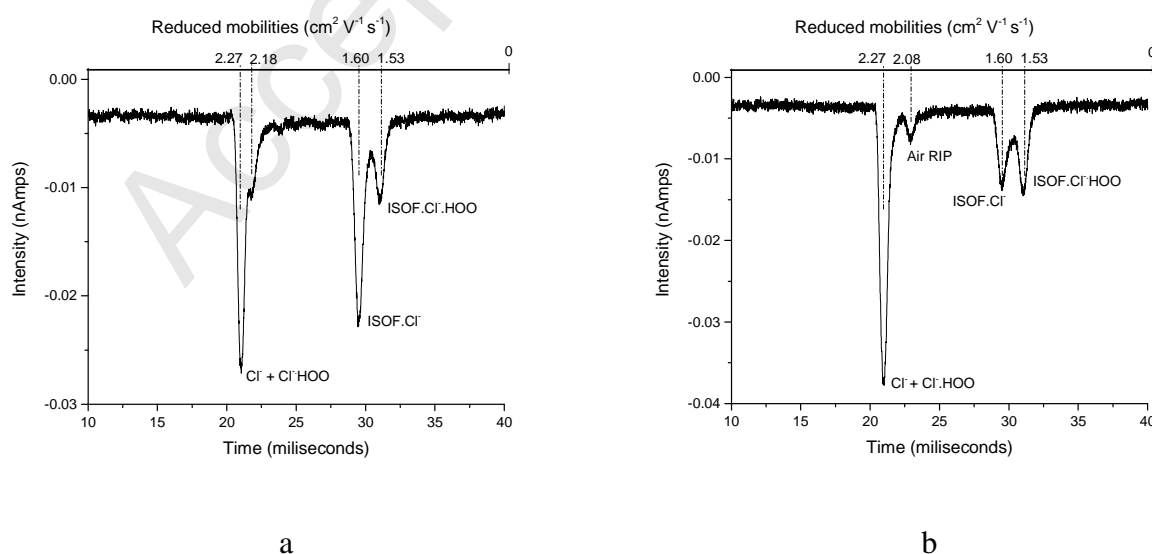 Reduced mobilities (cm² V⁻¹ s⁻¹)
2.27 2.18 1.60 1.53 0
0.00
-0.01
-0.02
-0.03
Intensity (nAmps)
ISOF.Cl⁻.HOO
ISOF.Cl⁻
Cl⁻ + Cl⁻HOO
10 15 20 25 30 35 40
Time (miliseconds)
a
Reduced mobilities (cm² V⁻¹ s⁻¹)
2.27 2.08 1.60 1.53 0
0.00
-0.01
-0.02
-0.03
-0.04
Intensity (nAmps)
Air RIP
ISOF.Cl⁻
ISOF.Cl⁻HOO
Cl⁻ + Cl⁻.HOO
10 15 20 25 30 35 40
Time (miliseconds)
b
Acce